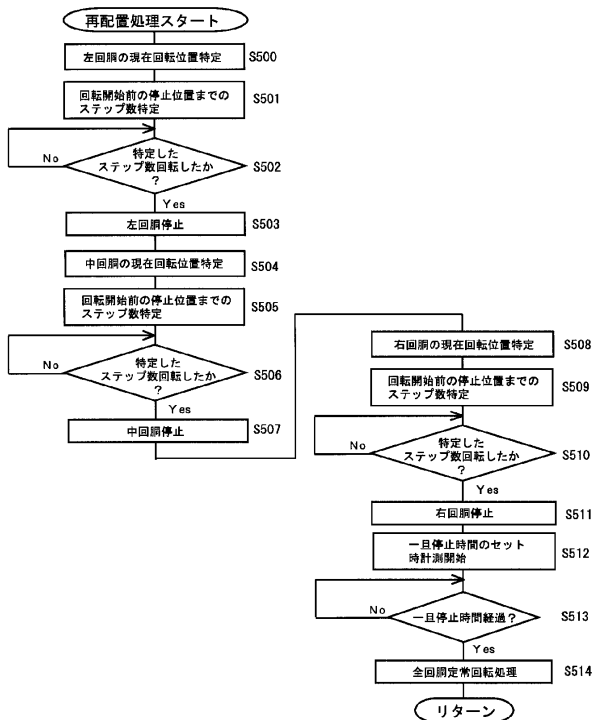 再配置処理スタート
左回胴の現在回転位置特定 S500
回転開始前の停止位置までの
ステップ数特定
S501
特定した
ステップ数回転したか
?
S502
No
Yes
左回胴停止 S503
中回胴の現在回転位置特定 S504
回転開始前の停止位置までの
ステップ数特定
S505
特定した
ステップ数回転したか
?
S506
No
Yes
中回胴停止 S507
右回胴の現在回転位置特定 S508
回転開始前の停止位置までの
ステップ数特定
S509
特定した
ステップ数回転したか
?
S510
No
Yes
右回胴停止 S511
一旦停止時間のセット
時計測開始
S512
一旦停止時間経過? S513
No
Yes
全回胴定常回転処理 S514
リターン